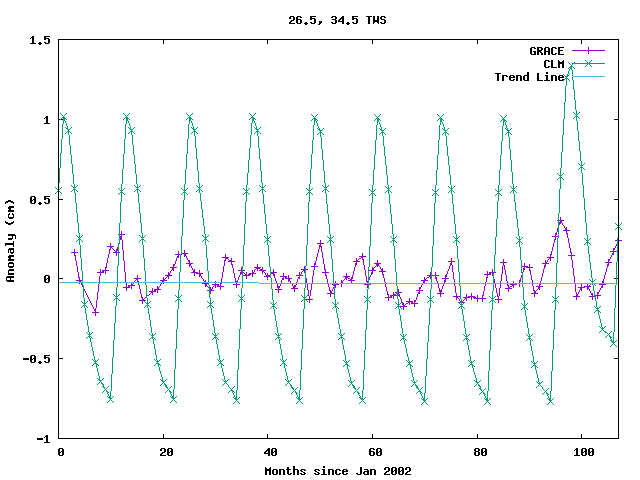 26.5, 34.5 TWS
GRACE
CLM
Trend Line
1.5
1
0.5
0
-0.5
-1
Anomaly (cm)
0 20 40 60 80 100
Months since Jan 2002